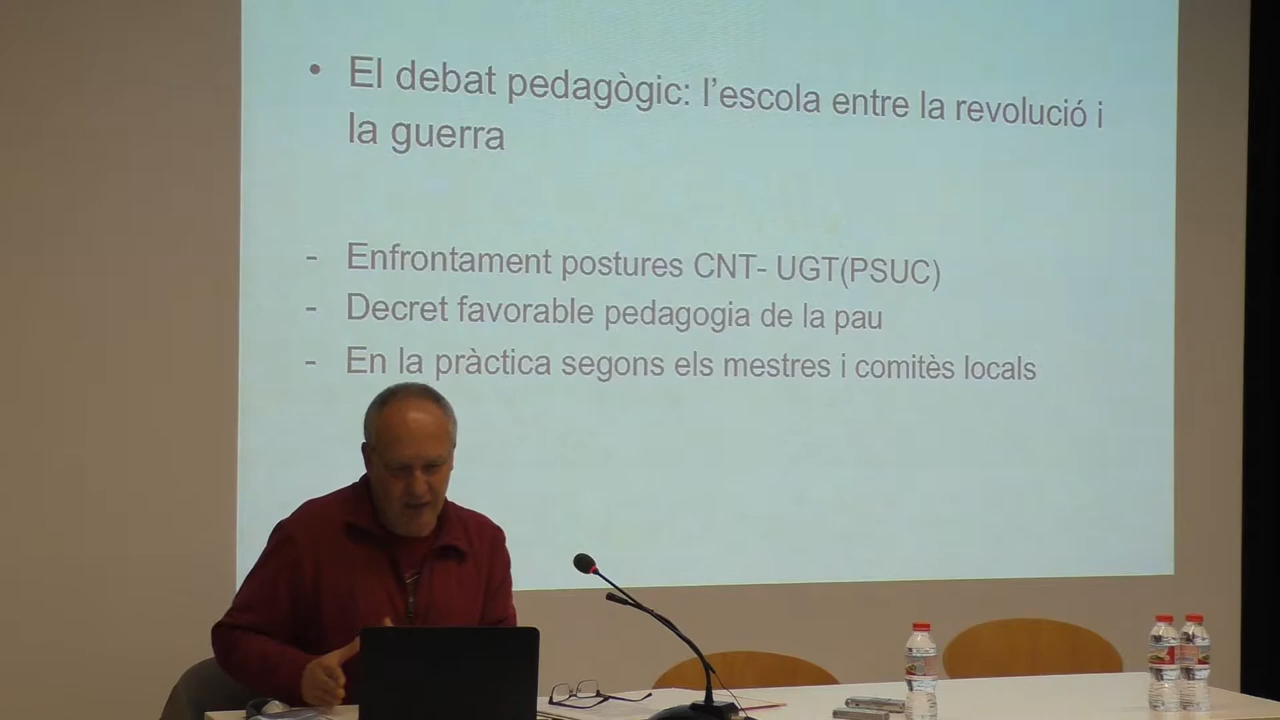 • El debat pedagògic: l'escola entre la revolució i
la guerra
- Enfrontament postures CNT- UGT(PSUC)
- Decret favorable pedagogia de la pau
- En la pràctica segons els mestres i comitès locals